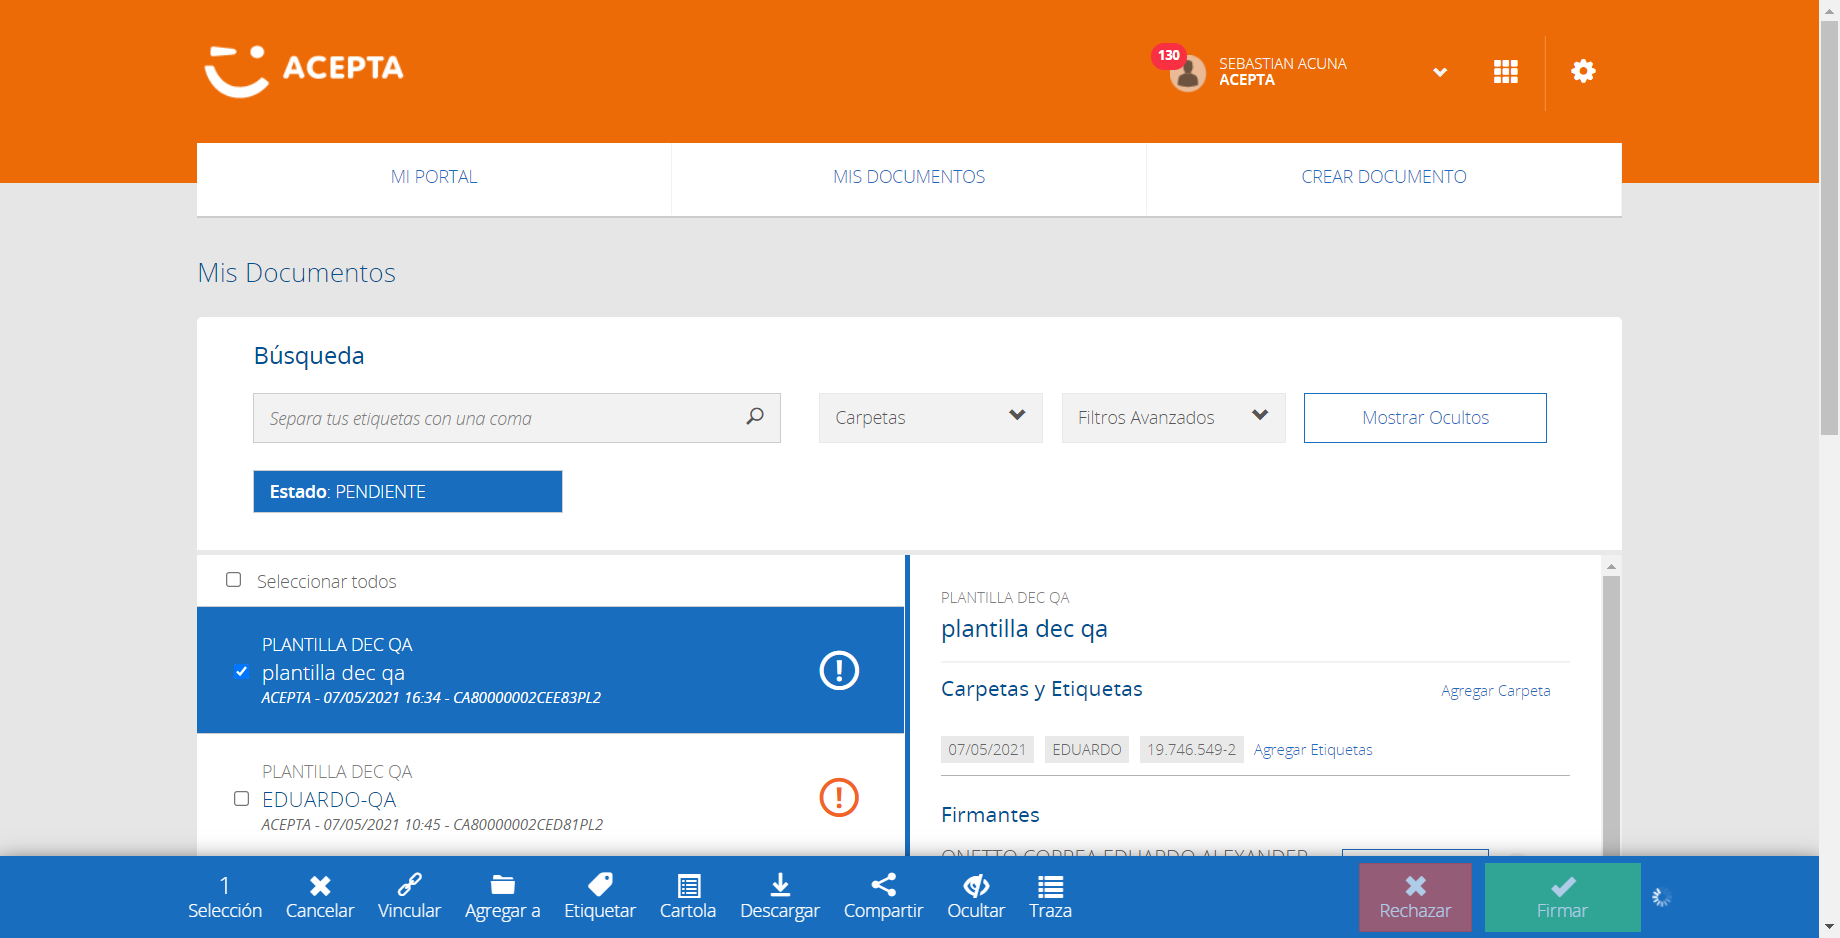 ACEPTA
130
SEBASTIAN ACUNA
ACEPTA
MI PORTAL
MIS DOCUMENTOS
CREAR DOCUMENTO
Mis Documentos
Búsqueda
Separa tus etiquetas con una coma
Carpetas
Filtros Avanzados
Mostrar Ocultos
Estado: PENDIENTE
Seleccionar todos
PLANTILLA DEC QA
plantilla dec qa
ACEPTA - 07/05/2021 16:34 - CA80000002CEE83PL2
PLANTILLA DEC QA
EDUARDO-QA
ACEPTA - 07/05/2021 10:45 - CA80000002CED81PL2
PLANTILLA DEC QA
plantilla dec qa
Carpetas y Etiquetas
Agregar Carpeta
07/05/2021
EDUARDO
19.746.549-2
Agregar Etiquetas
Firmantes
ONETTO CORREA EDUARDO ALEXANDER
1
Selección
Cancelar
Vincular
Agregar a
Etiquetar
Cartola
Descargar
Compartir
Ocultar
Traza
Rechazar
Firmar